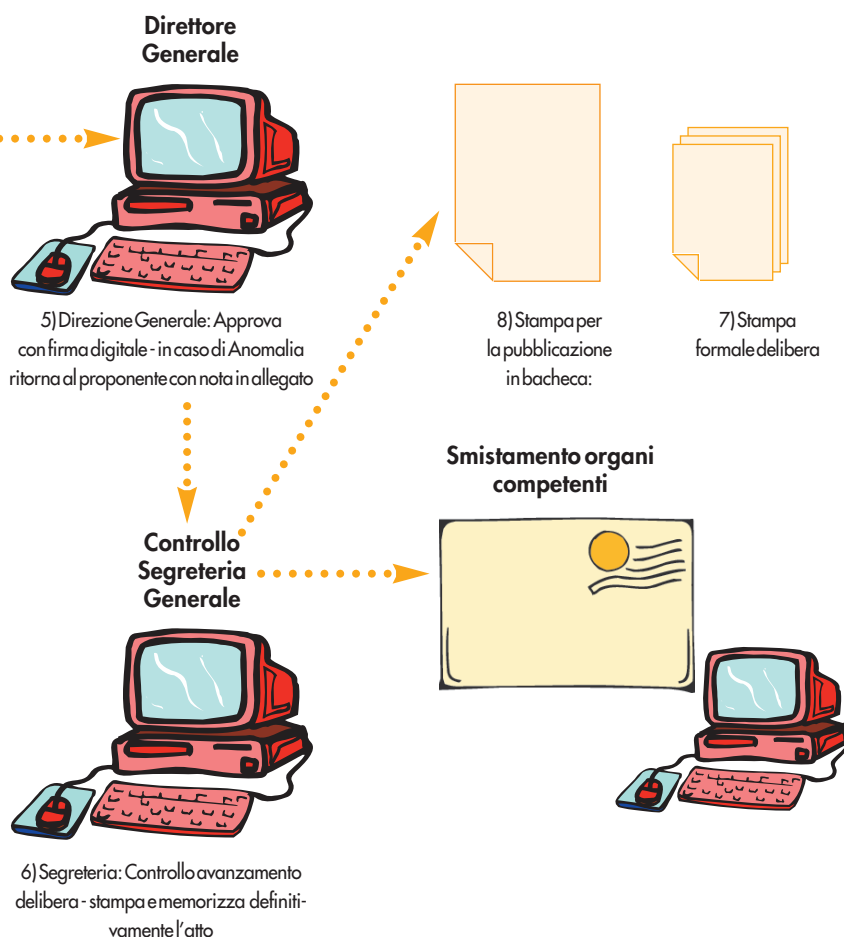 Direttore
Generale
5) Direzione Generale: Approva
con firma digitale - in caso di Anomalia
ritorna al proponente con nota in allegato
8) Stampa per
la pubblicazione
in bacheca:
7) Stampa
formale delibera
Smistamento organi
competenti
Controllo
Segreteria
Generale
6) Segreteria: Controllo avanzamento
delibera - stampa e memorizza definiti-
vamente l'atto